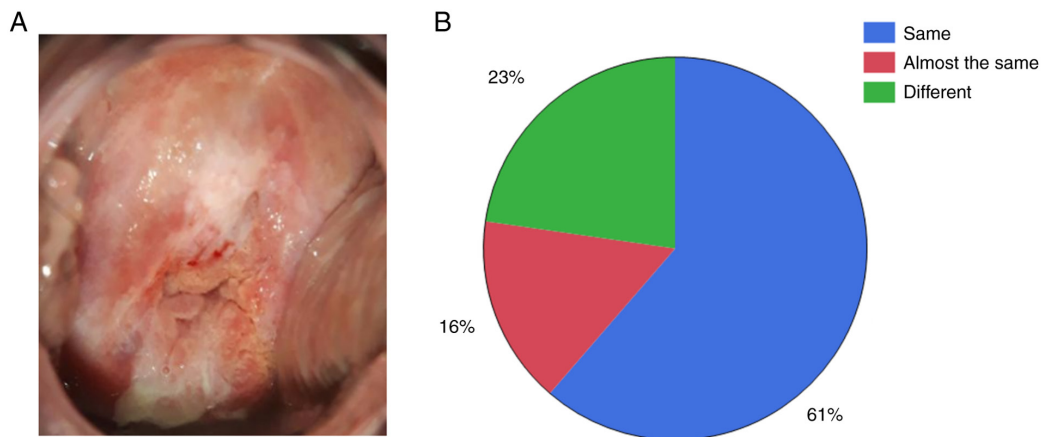 A
B
Same
Almost the same
Different
23%
16%
61%